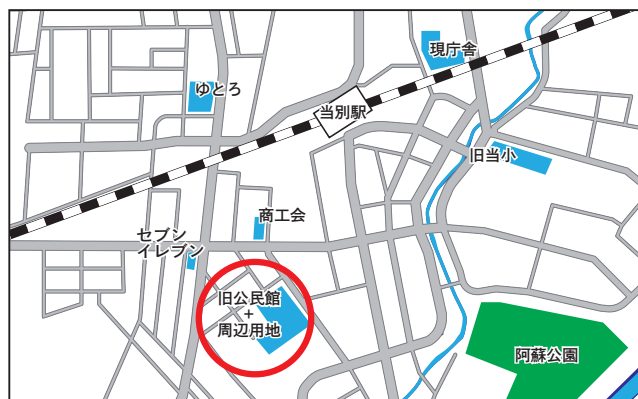 現庁舎
ゆとろ
当別駅
旧当小
商工会
セブン
イレブン
旧公民館
+
周辺用地
阿蘇公園